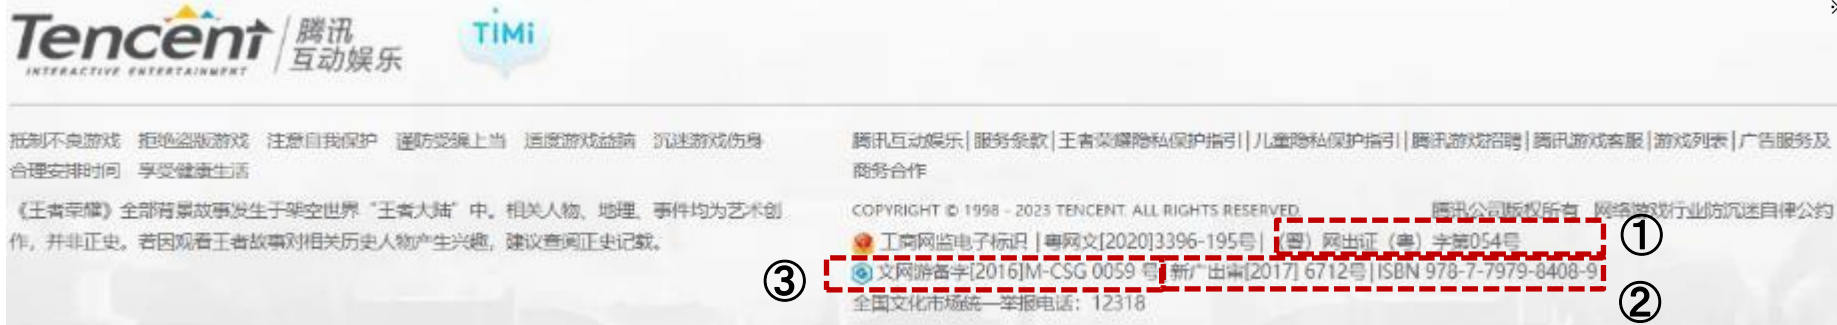 Tencent 腾讯
互动娱乐
INTERACTIVE ENTERTAINMENT
TiMi
抵制不良游戏 拒绝盗版游戏 注意自我保护 谨防受骗上当 适度游戏益脑 沉迷游戏伤身
合理安排时间 享受健康生活
《王者荣耀》全部背景故事发生于架空世界“王者大陆”中。相关人物、地理、事件均为艺术创
作，并非正史。若因观看王者故事对相关历史人物产生兴趣，建议查阅正史记载。
腾讯互动娱乐|服务条款|王者荣耀隐私保护指引|儿童隐私保护指引|腾讯游戏招聘|腾讯游戏客服|游戏列表|广告服务及
商务合作
COPYRIGHT © 1998 - 2023 TENCENT. ALL RIGHTS RESERVED. 腾讯公司版权所有 网络游戏行业防沉迷自律公约
工商网监电子标识 |粤网文[2020]3396-195号| （署）网出证（粤）字第054号 ①
③ 文网游备字[2016]M-CSG 0059 号| 新广出审[2017] 6712号|ISBN 978-7-7979-8408-9 ②
全国文化市场统一举报电话：12318